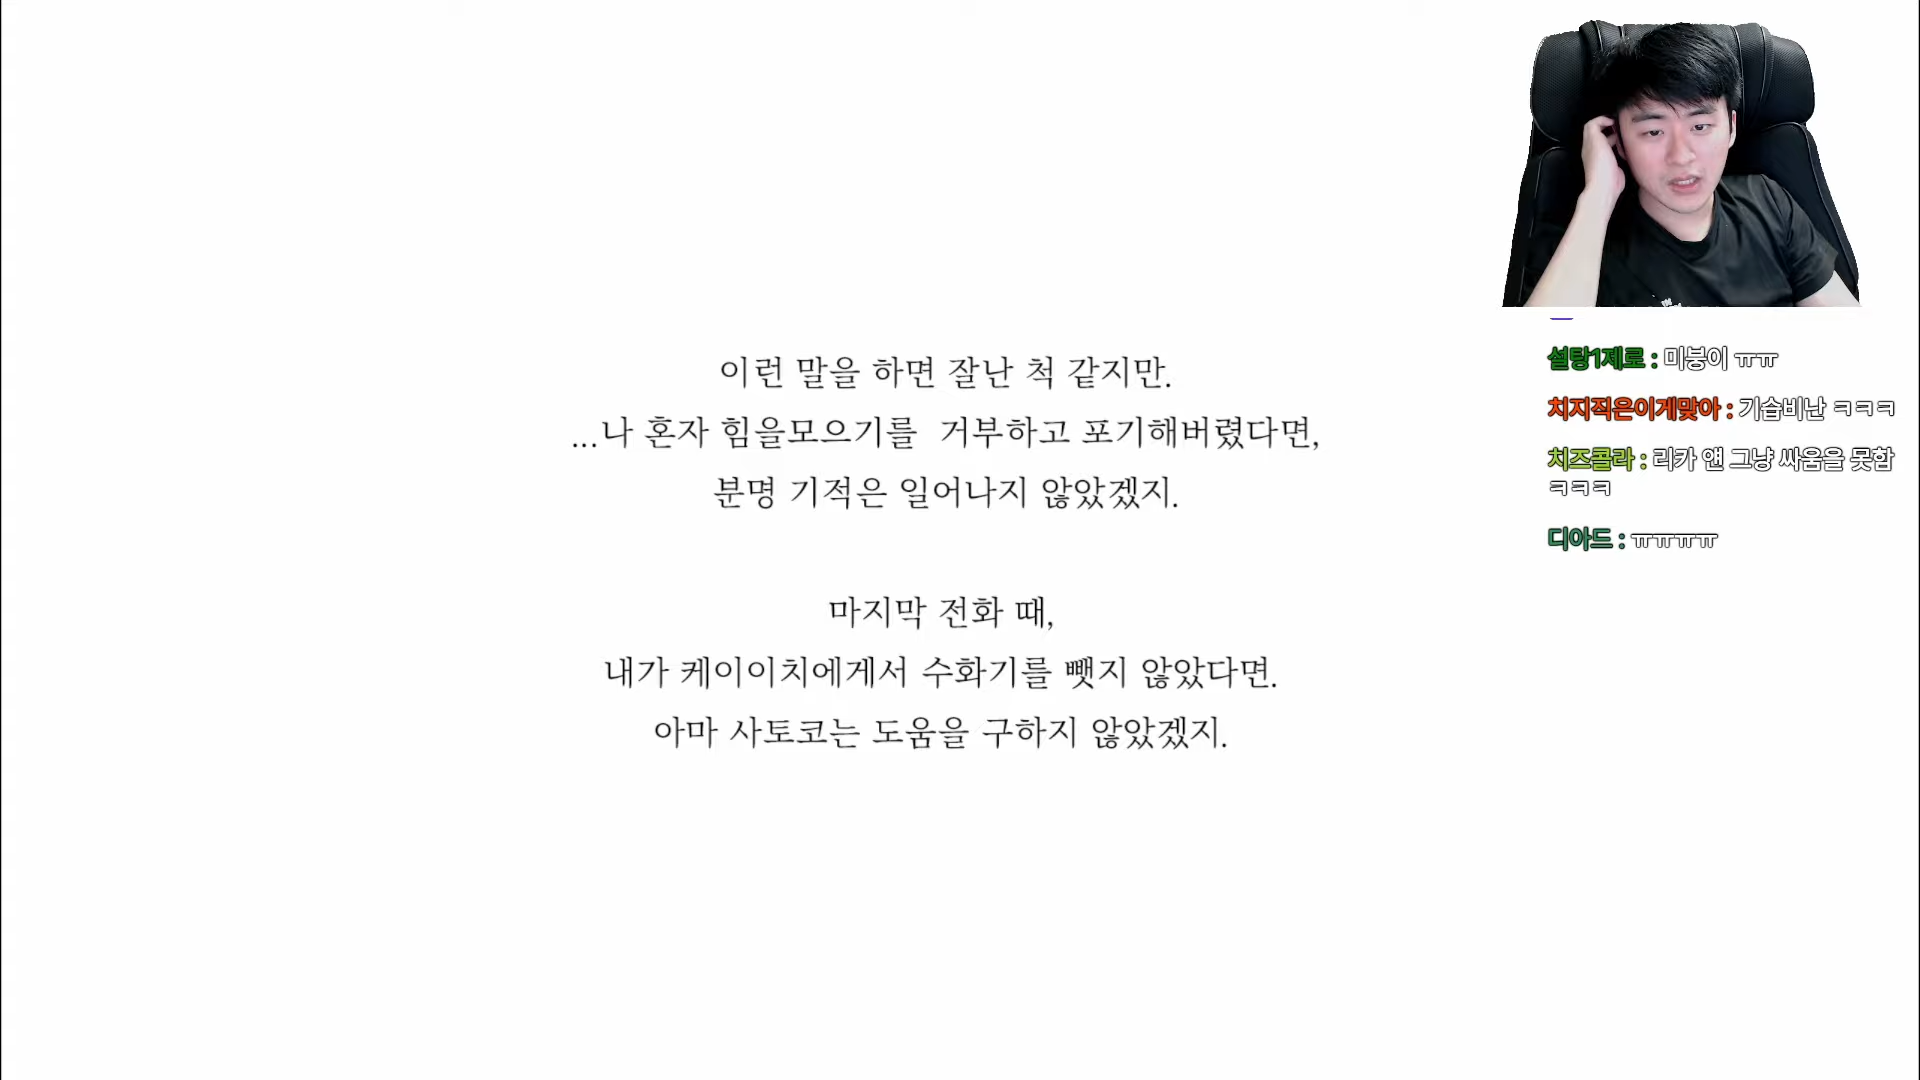 이런 말을 하면 잘난 척 같지만.
...나 혼자 힘을모으기를  거부하고 포기해버렸다면,
분명 기적은 일어나지 않았겠지.
마지막 전화 때,
내가 케이이치에게서 수화기를 뺏지 않았다면.
아마 사토코는 도움을 구하지 않았겠지.
설탕1제로 : 미붕이 ㅠㅠ
치지직은이게맞아 : 기습비난 ㅋㅋㅋ
치즈콜라 : 리카 얜 그냥 싸움을 못함
ㅋㅋㅋ
디아드 : ㅠㅠㅠㅠ